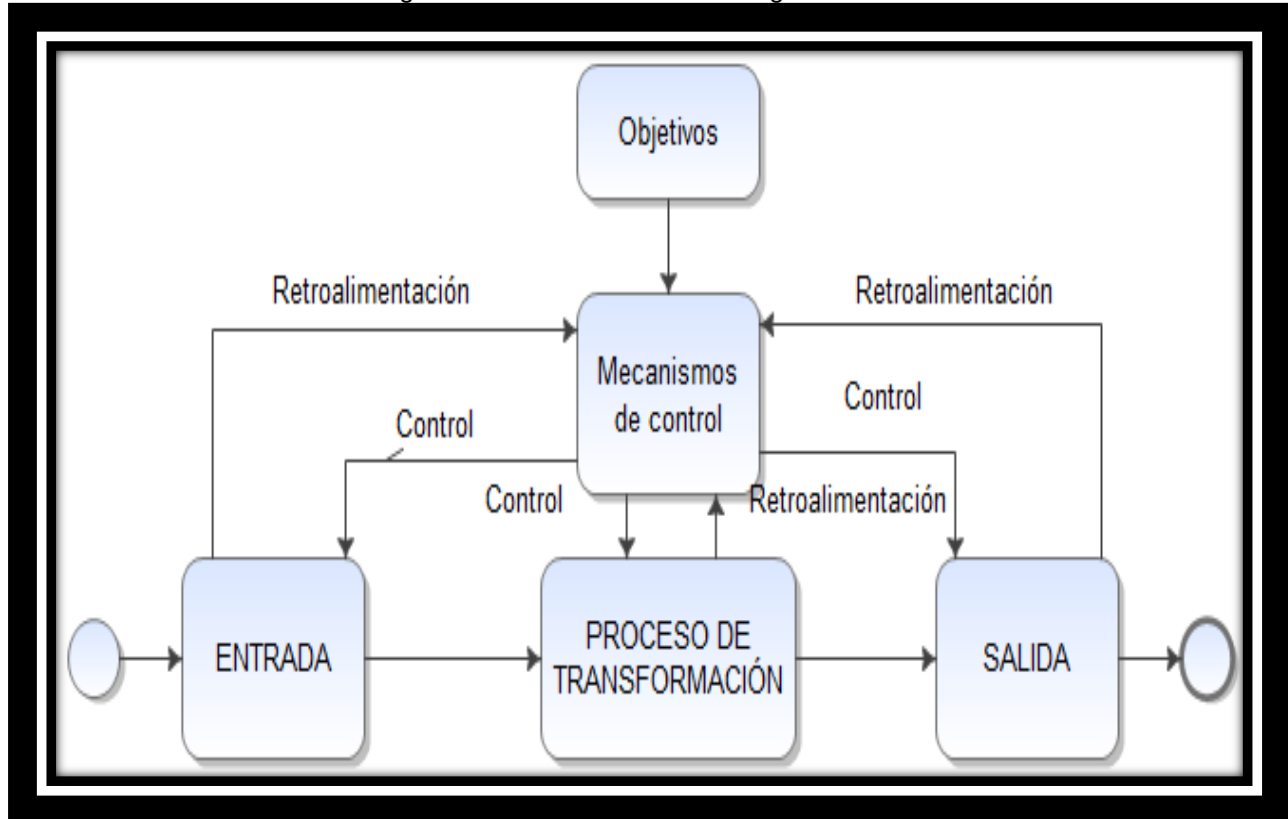 Objetivos
Retroalimentación
Retroalimentación
Mecanismos
de control
Control
Control
Control
Retroalimentación
ENTRADA
PROCESO DE
TRANSFORMACIÓN
SALIDA